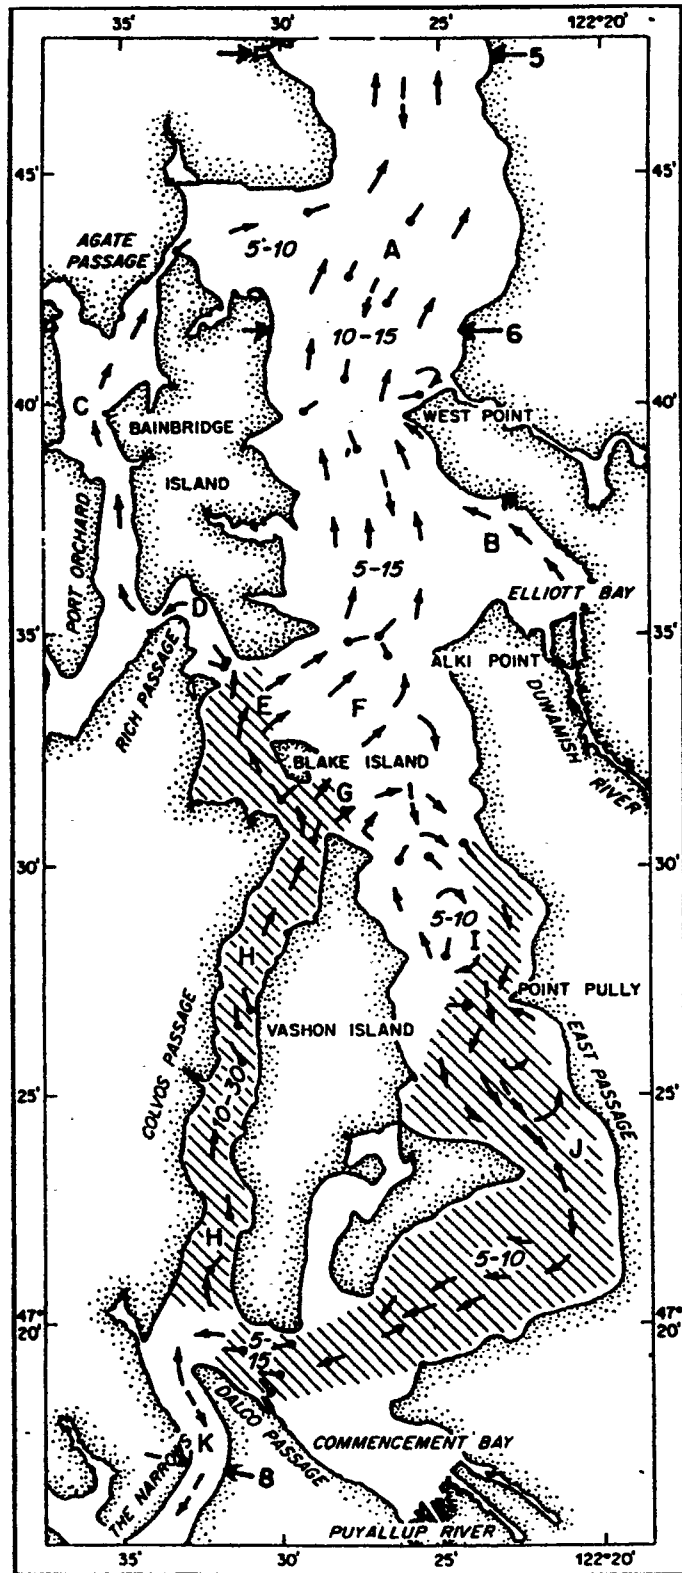 35' 30' 25' 122°20'
5
45' 45'
AGATE
PASSAGE
5-10
A
10-15
6
C
40' 40'
BAINBRIDGE
WEST POINT
ISLAND
PORT ORCHARD
B
5-15
ELLIOTT BAY
D
35' 35'
ALKI POINT
RICH PASSAGE
E
F
DUWAMISH
RIVER
BLAKE ISLAND
G
30' 30'
5-10
I
H
POINT PULLY
VASHON ISLAND
COLVOS PASSAGE
EAST PASSAGE
25' 25'
10-30
J
H
5-10
47°
20'
47°
20'
5-
15
DALCO PASSAGE
K
COMMENCEMENT BAY
THE NARROWS
8
PUYALLUP RIVER
35' 30' 25' 122°20'